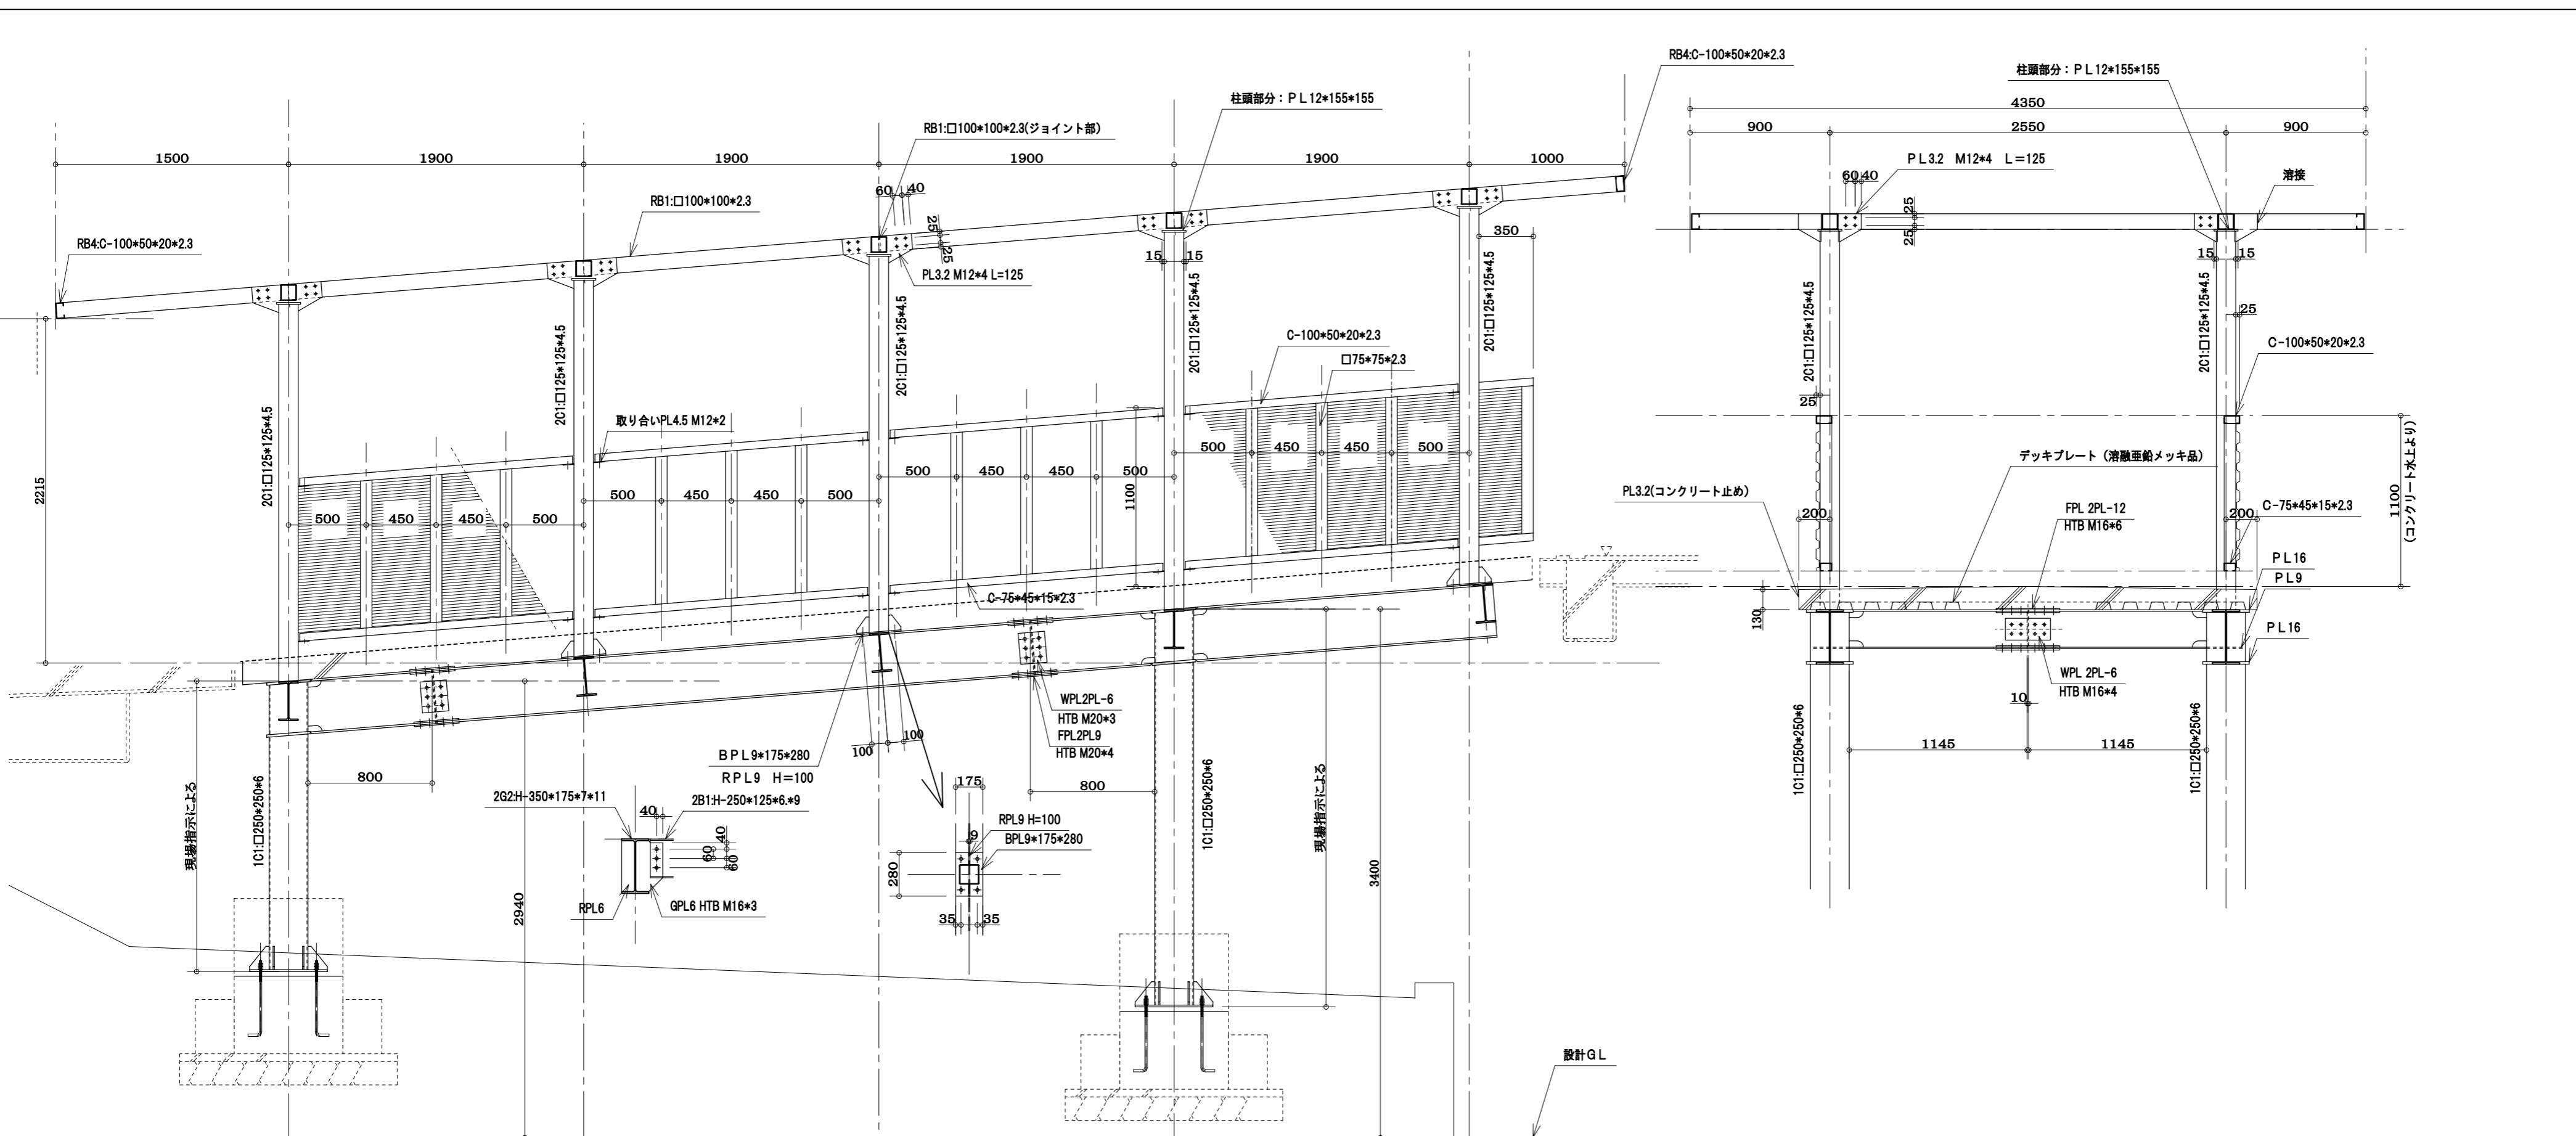 RB4:C-100*50*20*2.3
柱頭部分：ＰＬ12*155*155
4350
柱頭部分：ＰＬ12*155*155
900
2550
900
RB1:□100*100*2.3(ジョイント部)
1500
1900
1900
1900
1900
1000
ＰＬ3.2　M12*4　Ｌ＝125
60
40
溶接
60
40
RB1:□100*100*2.3
25
25
25
25
RB4:C-100*50*20*2.3
350
PL3.2 M12*4 L=125
15
15
15
15
2C1:□125*125*4.5
2C1:□125*125*4.5
2C1:□125*125*4.5
2C1:□125*125*4.5
2C1:□125*125*4.5
2C1:□125*125*4.5
2C1:□125*125*4.5
25
C-100*50*20*2.3
C-100*50*20*2.3
□75*75*2.3
25
取り合いPL4.5 M12*2
2215
500
450
450
500
500
450
450
500
500
450
450
500
500
450
450
500
1100
デッキプレート（溶融亜鉛メッキ品）
PL3.2(コンクリート止め)
200
FPL 2PL-12
HTB M16*6
200
C-75*45*15*2.3
1100
(コンクリート水上より)
ＰＬ16
ＰＬ9
130
ＰＬ16
C-75*45*15*2.3
WPL 2PL-6
HTB M16*4
10
1145
1145
1C1:□250*250*6
1C1:□250*250*6
WPL2PL-6
HTB M20*3
FPL2PL9
HTB M20*4
100
100
ＢＰＬ9*175*280
ＲＰＬ9　Ｈ＝100
800
800
現場指示による
1C1:□250*250*6
1C1:□250*250*6
現場指示による
2G2:H-350*175*7*11
2B1:H-250*125*6.*9
40
40
60
60
RPL6
GPL6 HTB M16*3
175
9
RPL9 H=100
BPL9*175*280
280
35
35
2940
3400
設計ＧＬ